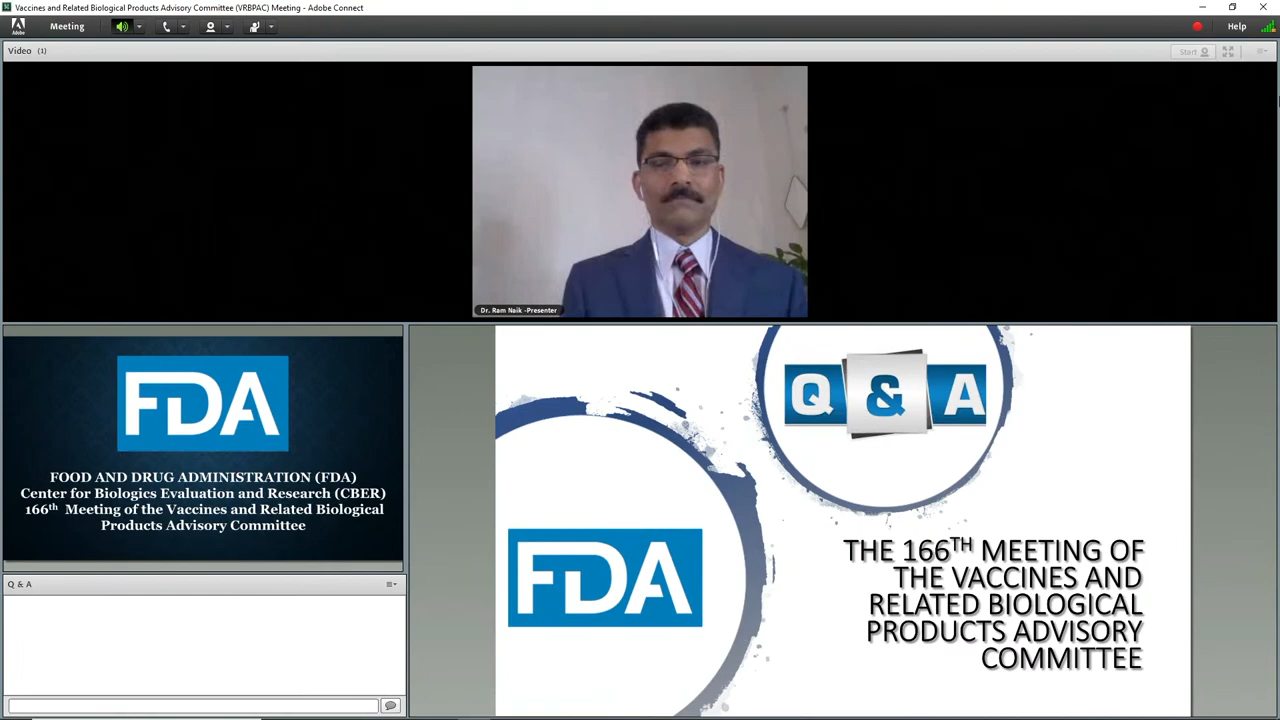 Vaccines and Related Biological Products Advisory Committee (VRBPAC) Meeting - Adobe Connect
Adobe
Meeting
Help
Video (1)
Start
Dr. Ram Naik -Presenter
FDA
FOOD AND DRUG ADMINISTRATION (FDA)
Center for Biologics Evaluation and Research (CBER)
166th Meeting of the Vaccines and Related Biological
Products Advisory Committee
Q & A
Q & A
FDA
THE 166TH MEETING OF
THE VACCINES AND
RELATED BIOLOGICAL
PRODUCTS ADVISORY
COMMITTEE